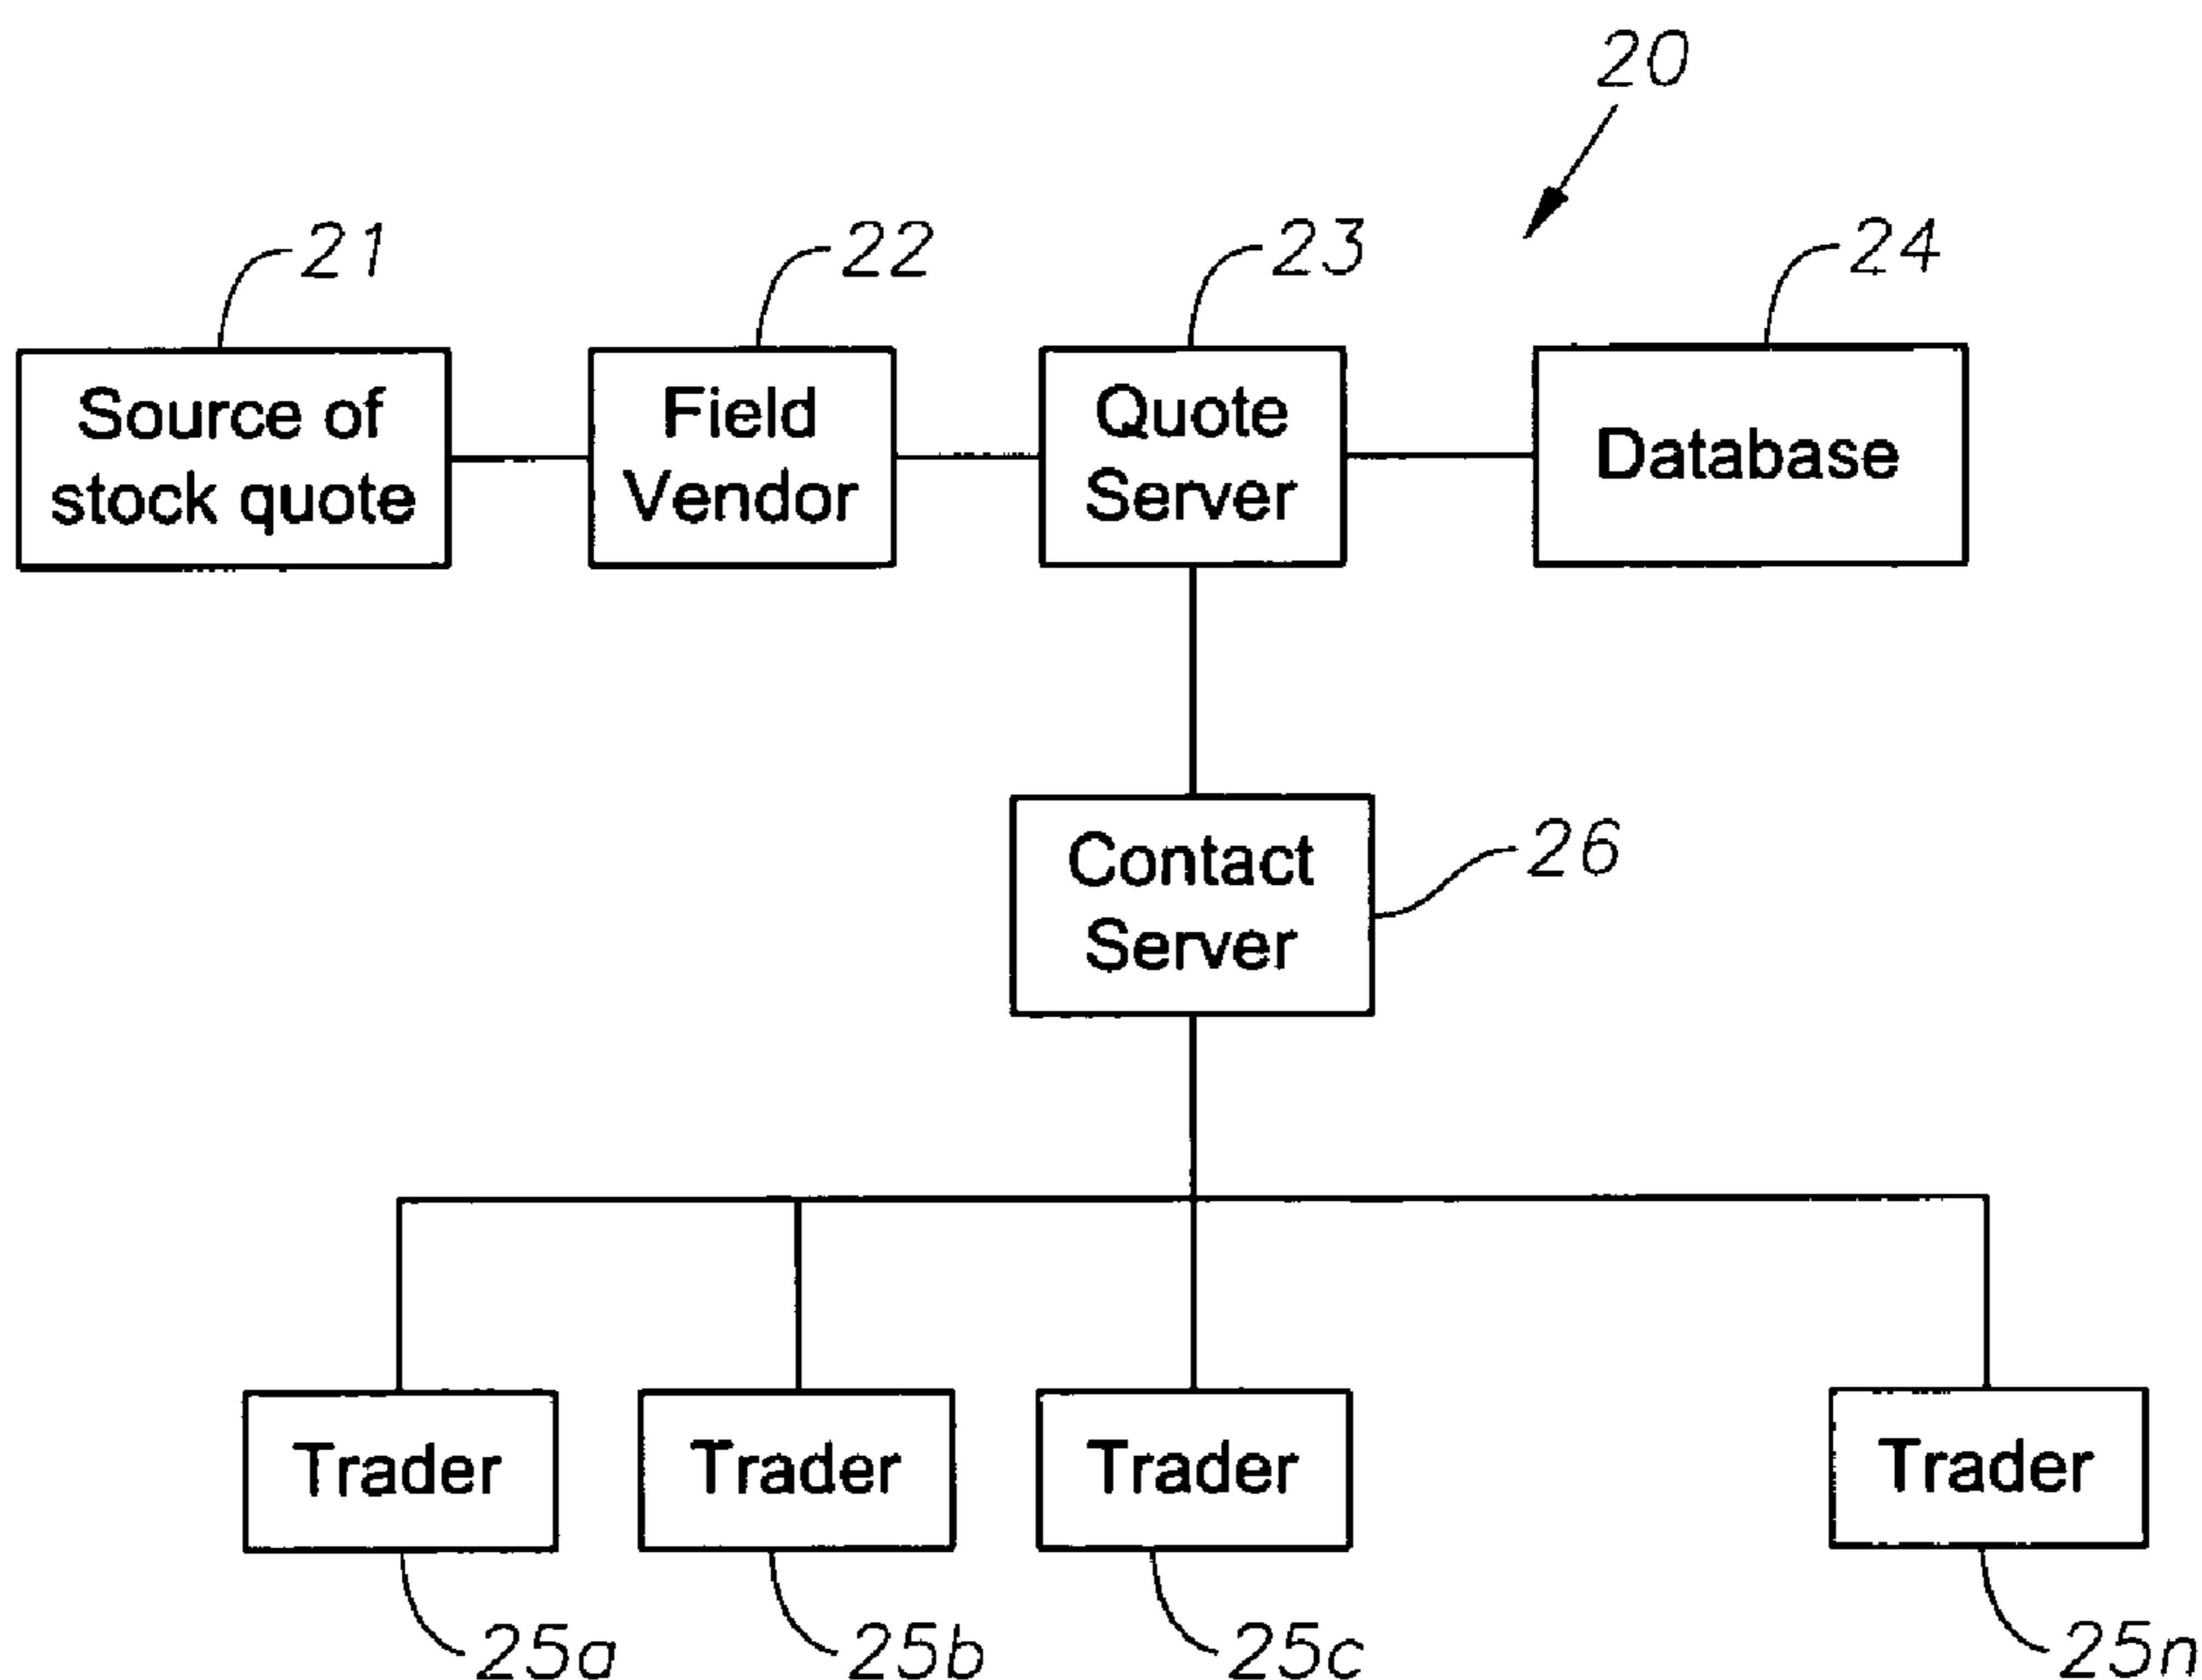 20
21
22
23
24
Source of
stock quote
Field
Vendor
Quote
Server
Database
Contact
Server
26
Trader
Trader
Trader
Trader
25a
25b
25c
25n